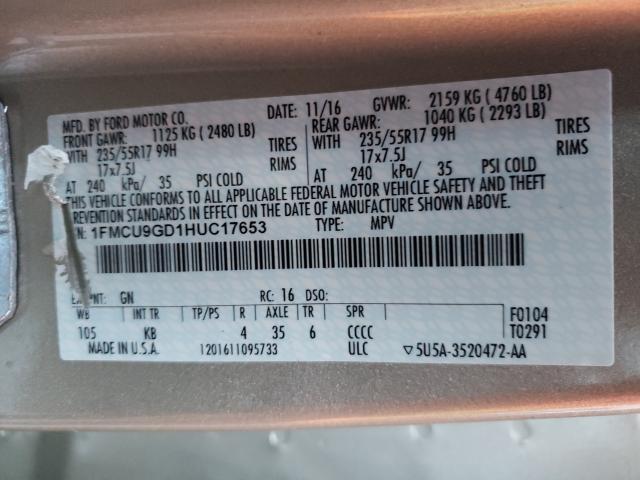 MFD. BY FORD MOTOR CO. DATE: 11/16 GVWR: 2159 KG ( 4760 LB)
FRONT GAWR: 1125 KG ( 2480 LB) REAR GAWR: 1040 KG ( 2293 LB)
WITH 235/55R17 99H TIRES WITH 235/55R17 99H TIRES
17x7.5J RIMS 17x7.5J RIMS
AT 240 kPa/ 35 PSI COLD AT 240 kPa/ 35 PSI COLD
THIS VEHICLE CONFORMS TO ALL APPLICABLE FEDERAL MOTOR VEHICLE SAFETY AND THEFT
PREVENTION STANDARDS IN EFFECT ON THE DATE OF MANUFACTURE SHOWN ABOVE.
1FMCU9GD1HUC17653 TYPE: MPV
GN RC: 16 DSO:
WB INT TR TP/PS R AXLE TR SPR F0104
105 KB 4 35 6 CCCC T0291
MADE IN U.S.A. 1201611095733 ULC ▽5U5A-3520472-AA